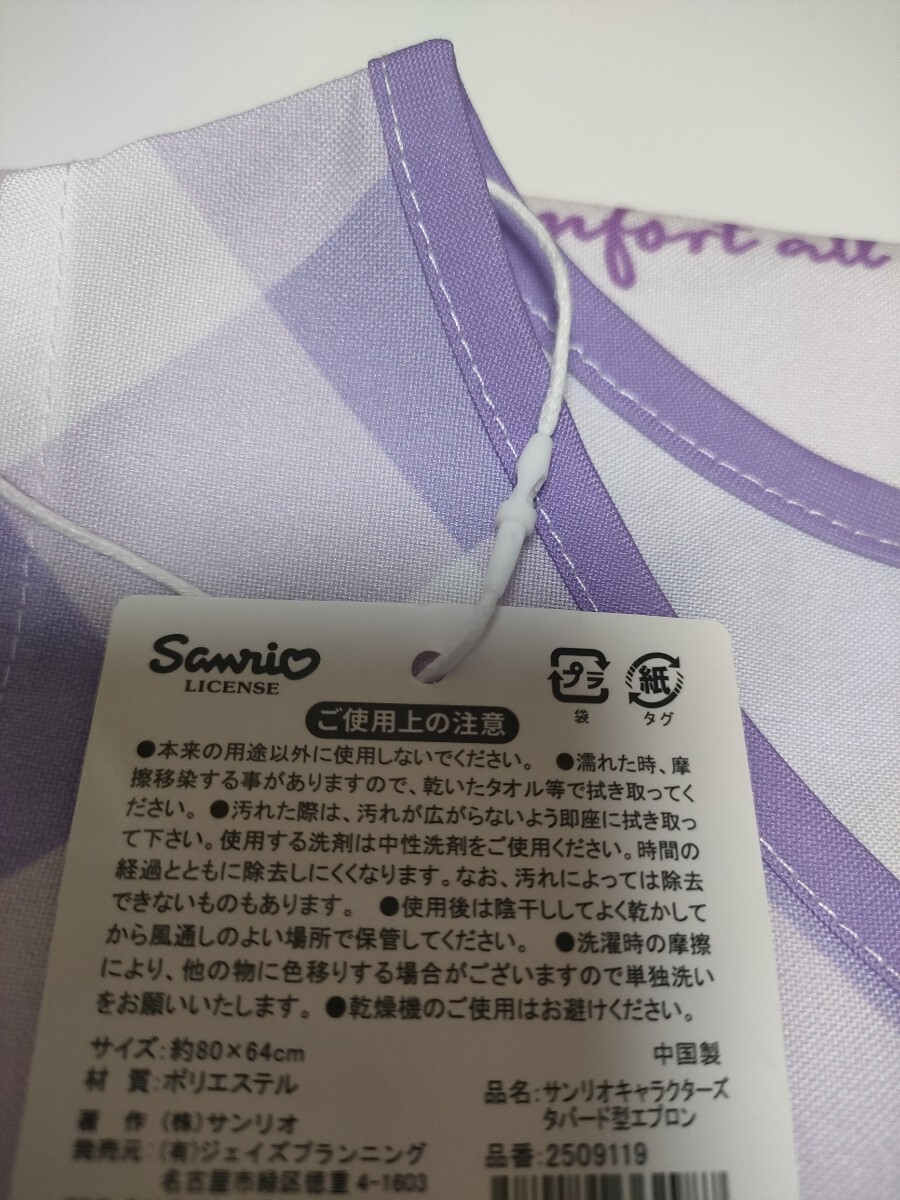 nfort all
Sanrio
LICENSE
プラ
袋
紙
タグ
ご使用上の注意
●本来の用途以外に使用しないでください。 ●濡れた時、摩
擦移染する事がありますので、乾いたタオル等で拭き取ってく
ださい。 ●汚れた際は、汚れが広がらないよう即座に拭き取っ
て下さい。使用する洗剤は中性洗剤をご使用ください。時間の
経過とともに除去しにくくなります。なお、汚れによっては除去
できないものもあります。 ●使用後は陰干ししてよく乾かして
から風通しのよい場所で保管してください。 ●洗濯時の摩擦
により、他の物に色移りする場合がございますので単独洗い
をお願いいたします。 ●乾燥機のご使用はお避けください。
サイズ:約80×64cm
中国製
材 質:ポリエステル
品名:サンリオキャラクターズ
タバード型エプロン
著 作 (株)サンリオ
発売元:(有)ジェイズプランニング
品番:2509119
名古屋市緑区徳重 4-1603